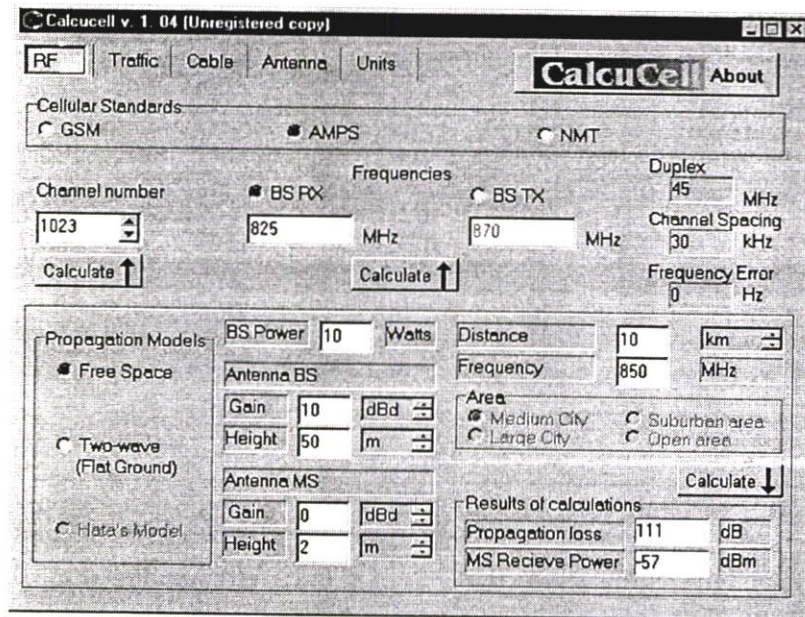 Calcucell v. 1. 04 (Unregistered copy)
RF Traffic Cable Antenna Units
CalcuCell About
Cellular Standards
GSM AMPS NMT
Frequencies
Channel number
BS RX BS TX
Duplex
45 MHz
1023 825 MHz 870 MHz
Channel Spacing
30 kHz
Calculate Calculate
Frequency Error
0 Hz
Propagation Models
Free Space
Two-wave
(Flat Ground)
Hata's Model
BS Power 10 Watts
Antenna BS
Gain 10 dBd
Height 50 m
Antenna MS
Gain 0 dBd
Height 2 m
Distance 10 km
Frequency 850 MHz
Area
Medium City Suburban area
Large City Open area
Calculate
Results of calculations
Propagation loss 111 dB
MS Recieve Power -57 dBm